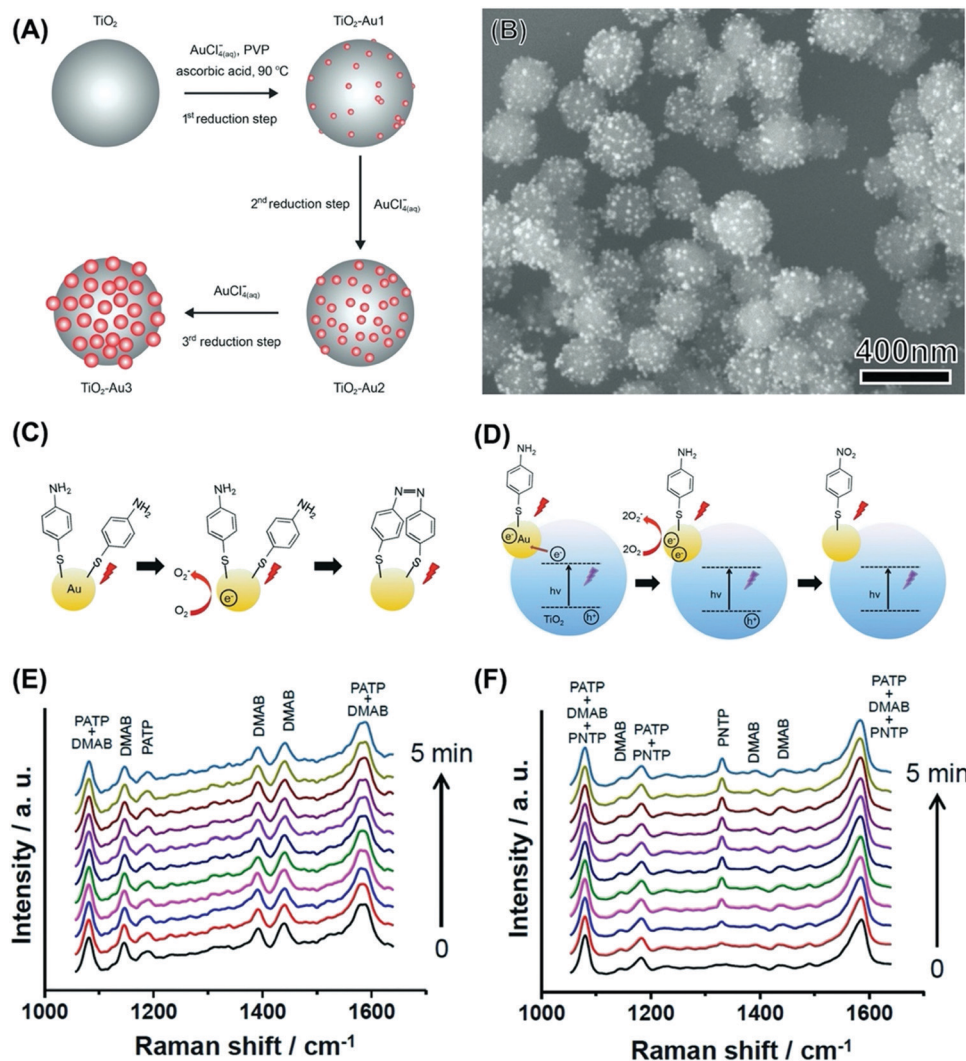 (A)
TiO₂
AuCl₄⁻(aq), PVP
ascorbic acid, 90 °C
1st reduction step
TiO₂-Au1
2nd reduction step
AuCl₄⁻(aq)
TiO₂-Au2
AuCl₄⁻(aq)
3rd reduction step
TiO₂-Au3
(B)
400nm
(C)
NH₂
NH₂
S
S
Au
NH₂
NH₂
S
S
O₂⁻
O₂
e⁻
N=N
S
S
(D)
NH₂
S
e⁻ Au
e⁻
hν
TiO₂
h⁺
NH₂
S
2O₂⁻
2O₂
e⁻
e⁻
hν
h⁺
NO₂
S
hν
(E)
PATP
+
DMAB
DMAB
PATP
DMAB
DMAB
PATP
+
DMAB
5 min
0
Intensity / a. u.
1000 1200 1400 1600
Raman shift / cm⁻¹
(F)
PATP
+
DMAB
+
PNTP
DMAB
PATP
+
PNTP
PNTP
DMAB
DMAB
PATP
+
DMAB
+
PNTP
5 min
0
Intensity / a. u.
1000 1200 1400 1600
Raman shift / cm⁻¹